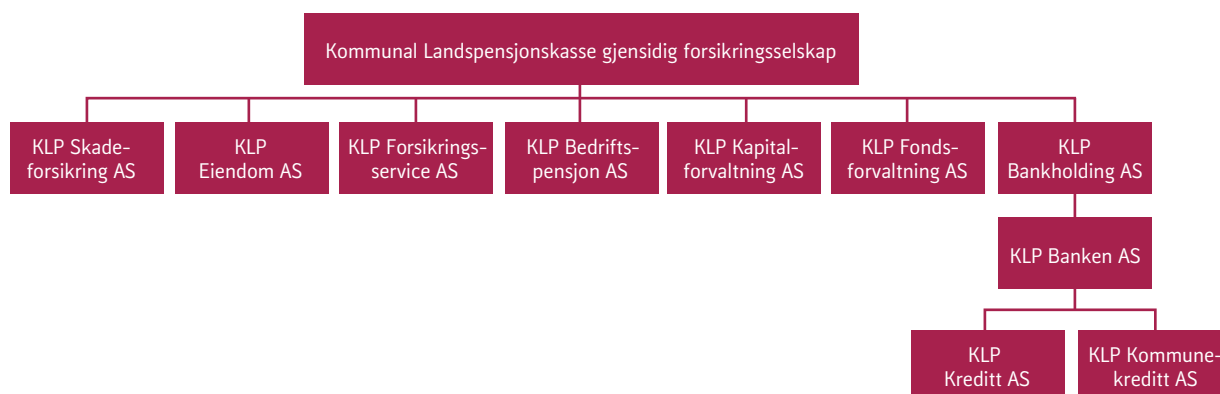 Kommunal Landspensjonskasse gjensidig forsikringsselskap
KLP Skade-
forsikring AS
KLP
Eiendom AS
KLP Forsikrings-
service AS
KLP Bedrifts-
pensjon AS
KLP Kapital-
forvaltning AS
KLP Fonds-
forvaltning AS
KLP
Bankholding AS
KLP Banken AS
KLP
Kreditt AS
KLP Kommune-
kreditt AS